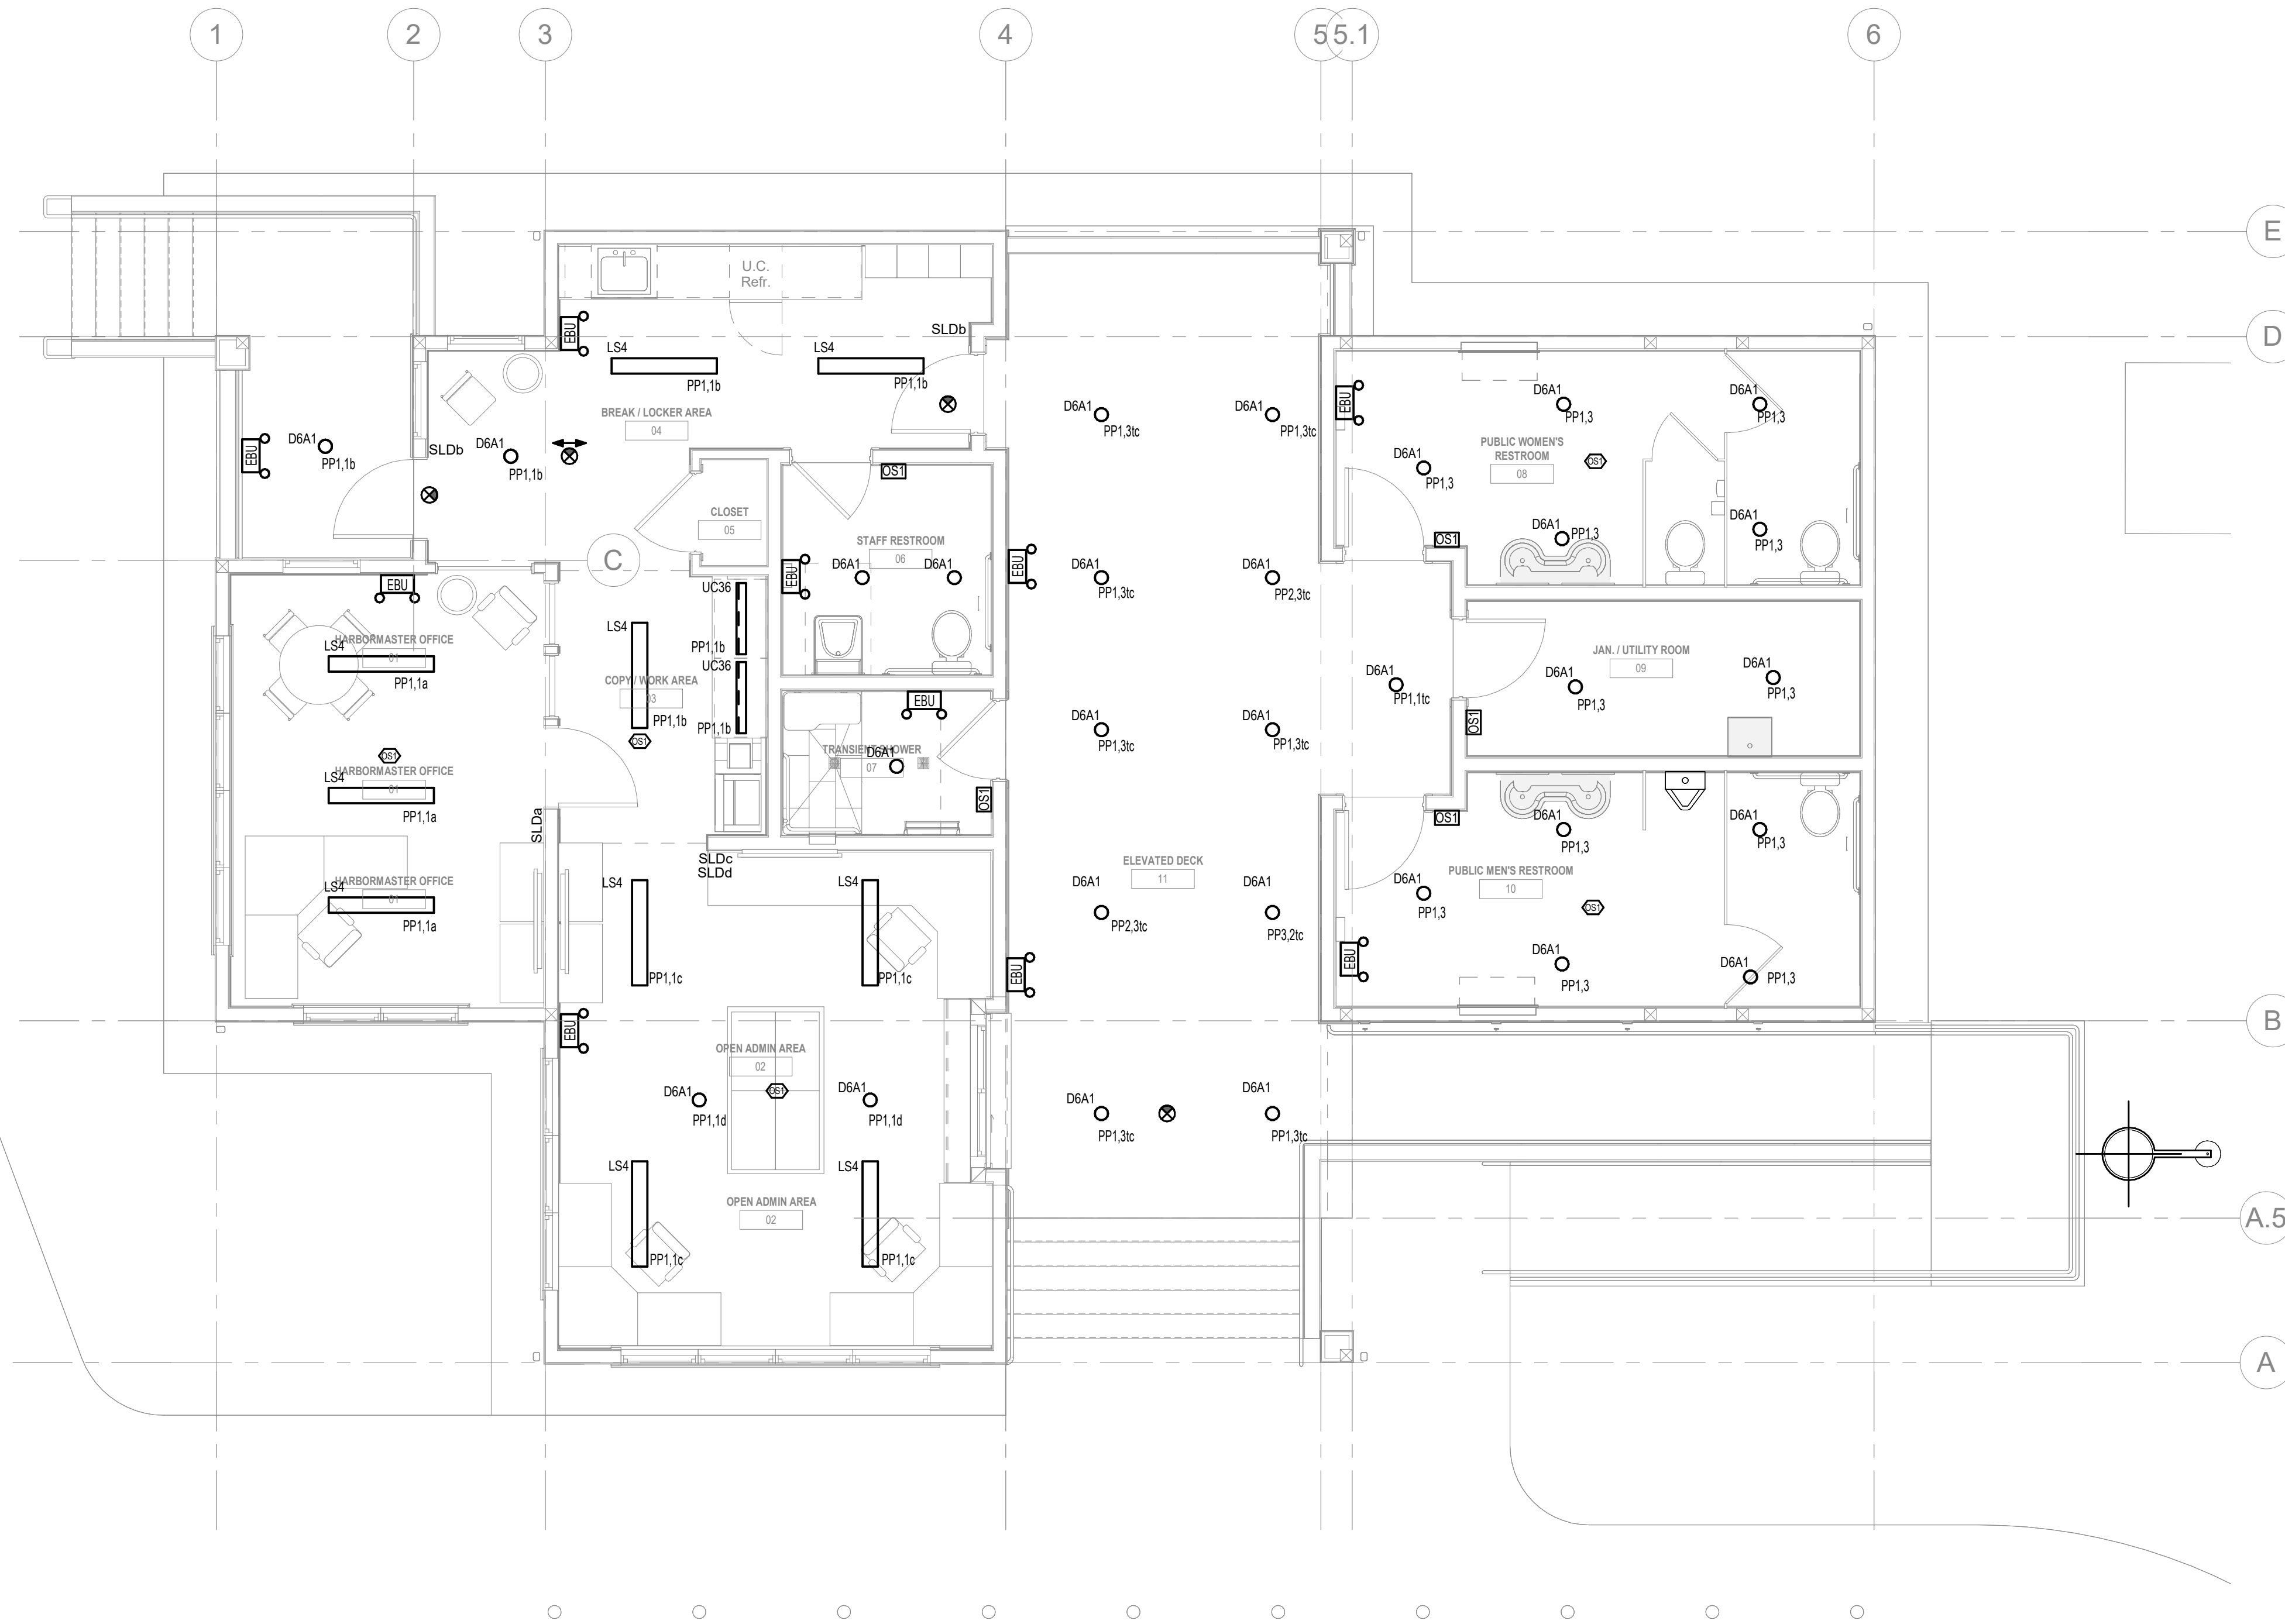 1
2
3
4
5
5.1
6
E
U.C.
Refr.
D
SLDb
EBU
LS4
LS4
PP1,1b
PP1,1b
BREAK / LOCKER AREA
04
D6A1
PP1,1b
EBU
SLDb
D6A1
PP1,1b
D6A1
PP1,3tc
D6A1
PP1,3tc
EBU
D6A1
PP1,3
D6A1
PP1,3
PUBLIC WOMEN'S
RESTROOM
08
OS1
D6A1
PP1,3
OS1
D6A1
PP1,3
D6A1
PP1,3
OS1
CLOSET
05
STAFF RESTROOM
06
C
EBU
D6A1
D6A1
EBU
D6A1
PP1,3tc
D6A1
PP2,3tc
EBU
UC36
PP1,1b
UC36
PP1,1b
LS4
COPY / WORK AREA
03
PP1,1b
OS1
HARBORMASTER OFFICE
01
LS4
PP1,1a
OS1
HARBORMASTER OFFICE
01
LS4
PP1,1a
HARBORMASTER OFFICE
01
LS4
PP1,1a
SLDa
EBU
TRANSIENT SHOWER
07
D6A1
OS1
D6A1
PP1,3tc
D6A1
PP1,3tc
D6A1
PP1,1tc
JAN. / UTILITY ROOM
09
D6A1
PP1,3
D6A1
PP1,3
OS1
OS1
D6A1
PP1,3
D6A1
PP1,3
PUBLIC MEN'S RESTROOM
10
D6A1
PP1,3
OS1
D6A1
PP1,3
D6A1
PP1,3
EBU
ELEVATED DECK
11
D6A1
PP2,3tc
D6A1
PP3,2tc
EBU
SLDc
SLDd
LS4
PP1,1c
LS4
PP1,1c
EBU
B
OPEN ADMIN AREA
02
OS1
D6A1
PP1,1d
D6A1
PP1,1d
D6A1
PP1,3tc
D6A1
PP1,3tc
LS4
PP1,1c
LS4
PP1,1c
OPEN ADMIN AREA
02
A.5
A